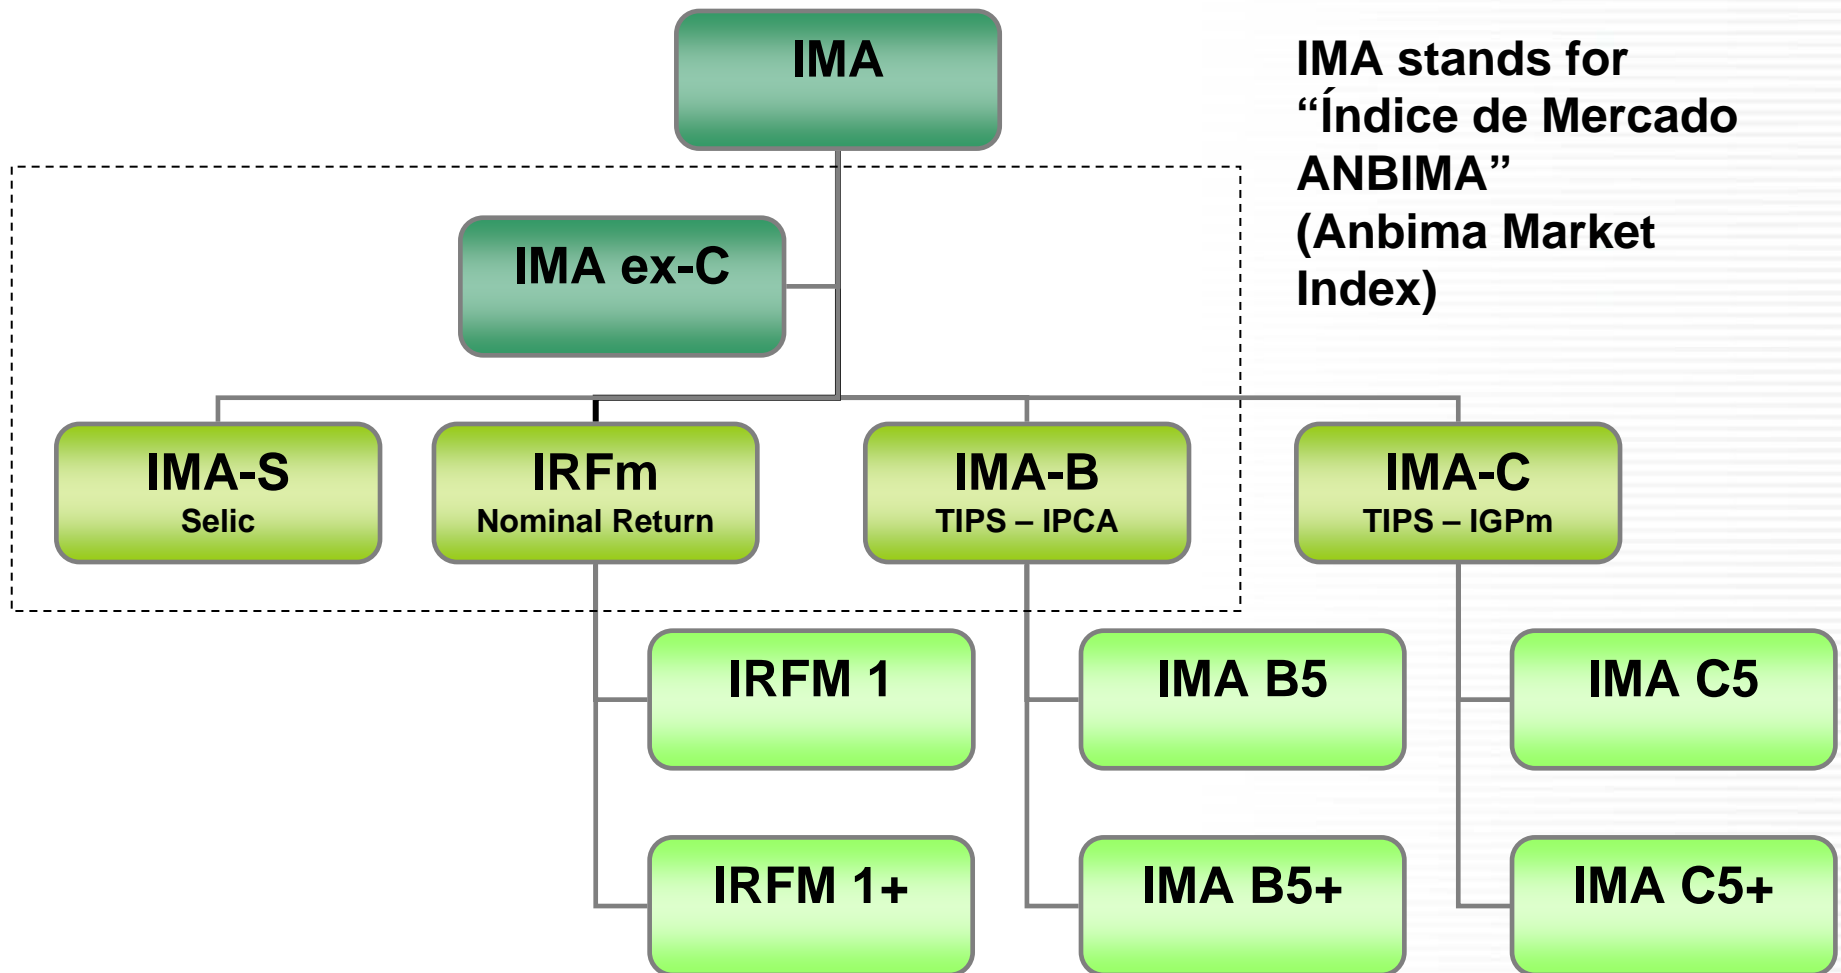 IMA
IMA stands for
“Índice de Mercado
ANBIMA”
(Anbima Market
Index)
IMA ex-C
IMA-S
Selic
IRFm
Nominal Return
IMA-B
TIPS – IPCA
IMA-C
TIPS – IGPm
IRFM 1
IMA B5
IMA C5
IRFM 1+
IMA B5+
IMA C5+